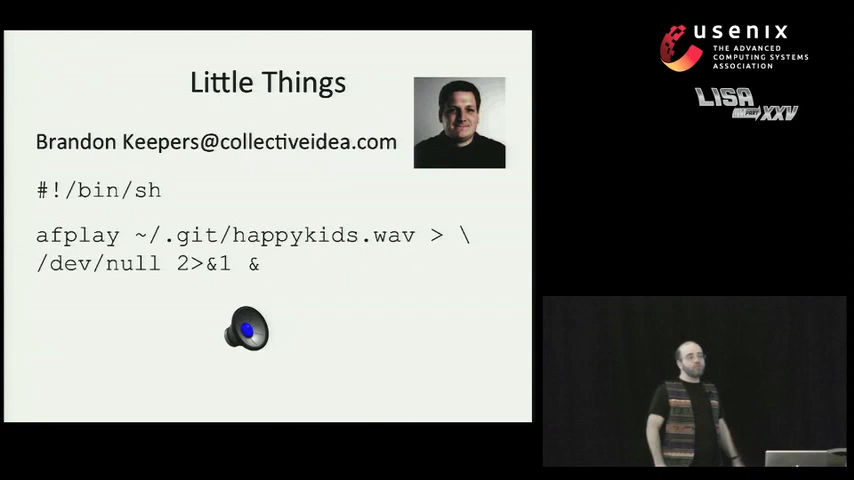 Little Things
Brandon Keepers@collectiveidea.com
#!/bin/sh
afplay ~/.git/happykids.wav > \
/dev/null 2>&1 &
usenix
THE ADVANCED
COMPUTING SYSTEMS
ASSOCIATION
LISA
XXV